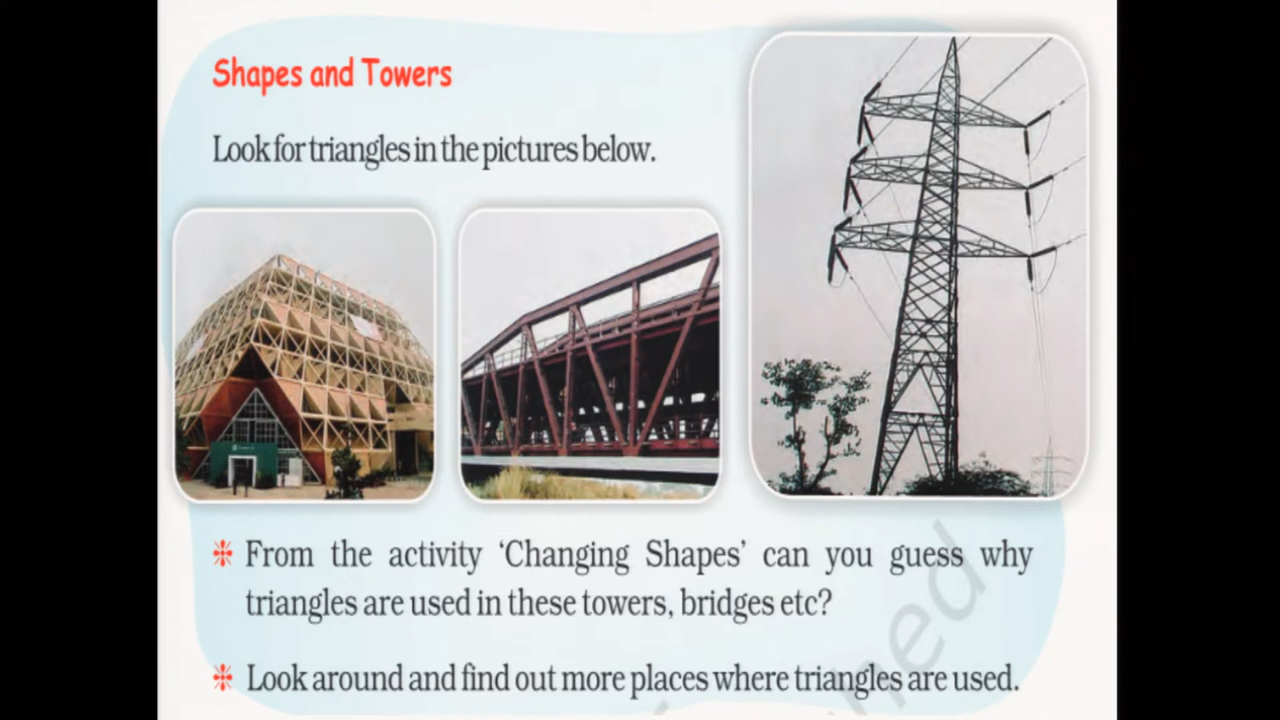 Shapes and Towers
Look for triangles in the pictures below.
❉ From the activity ‘Changing Shapes’ can you guess why
triangles are used in these towers, bridges etc?
❉ Look around and find out more places where triangles are used.